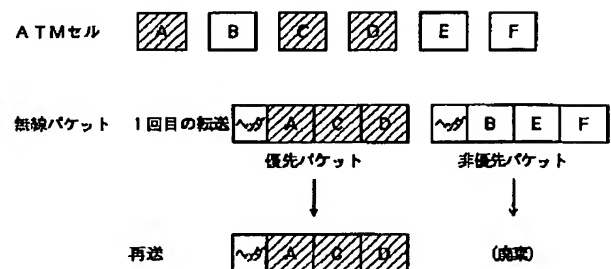 ATMセル A B C D E F
無線パケット 1回目の転送 ヘッダ A C D ヘッダ B E F
優先パケット 非優先パケット
再送 ヘッダ A C D (廃棄)